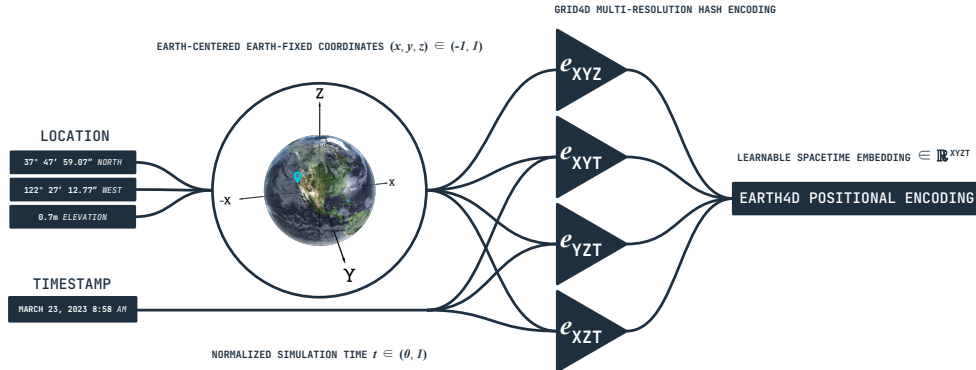 GRID4D MULTI-RESOLUTION HASH ENCODING
EARTH-CENTERED EARTH-FIXED COORDINATES (x, y, z) ∈ (-1, 1)
LOCATION
37° 47′ 59.07″ NORTH
122° 27′ 12.77″ WEST
0.7m ELEVATION
Z
-X
X
Y
TIMESTAMP
MARCH 23, 2023 8:58 AM
NORMALIZED SIMULATION TIME t ∈ (0, 1)
eXYZ
eXYT
eYZT
eXZT
LEARNABLE SPACETIME EMBEDDING ∈ ℝXYZT
EARTH4D POSITIONAL ENCODING